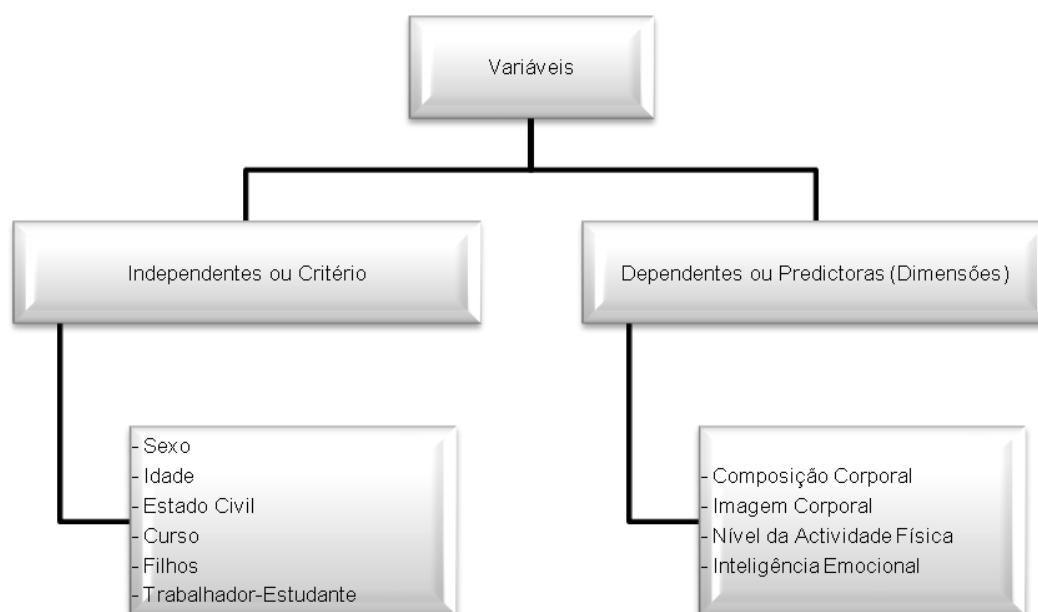 Variáveis
Independentes ou Critério
Dependentes ou Predictoras (Dimensões)
- Sexo
- Idade
- Estado Civil
- Curso
- Filhos
- Trabalhador-Estudante
- Composição Corporal
- Imagem Corporal
- Nível da Actividade Física
- Inteligência Emocional